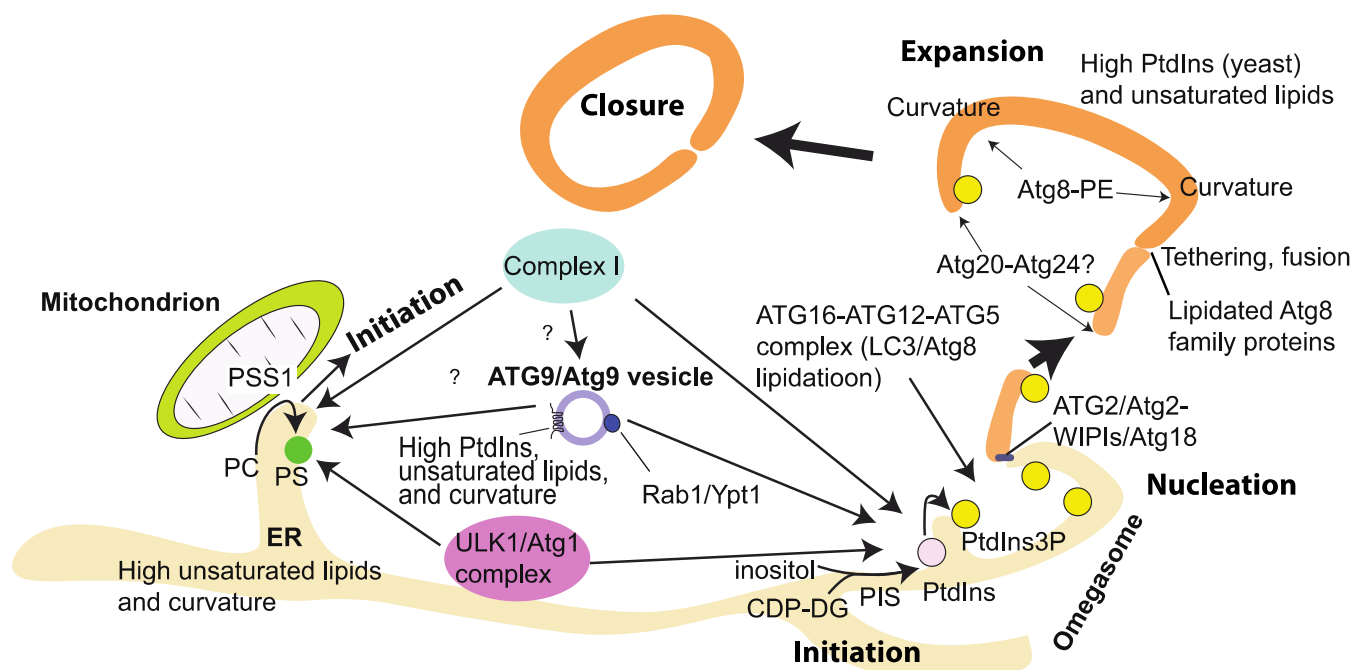 Expansion
High PtdIns (yeast)
and unsaturated lipids
Closure
Curvature
Atg8-PE
Curvature
Complex I
Atg20-Atg24?
Tethering, fusion
Lipidated Atg8
family proteins
Mitochondrion
Initiation
ATG16-ATG12-ATG5
complex (LC3/Atg8
lipidatioon)
?
?
PSS1
ATG9/Atg9 vesicle
ATG2/Atg2-
WIPIs/Atg18
High PtdIns,
unsaturated lipids,
and curvature
Rab1/Ypt1
PC
PS
Nucleation
ER
High unsaturated lipids
and curvature
ULK1/Atg1
complex
PtdIns3P
inositol
CDP-DG
PIS
PtdIns
Omegasome
Initiation